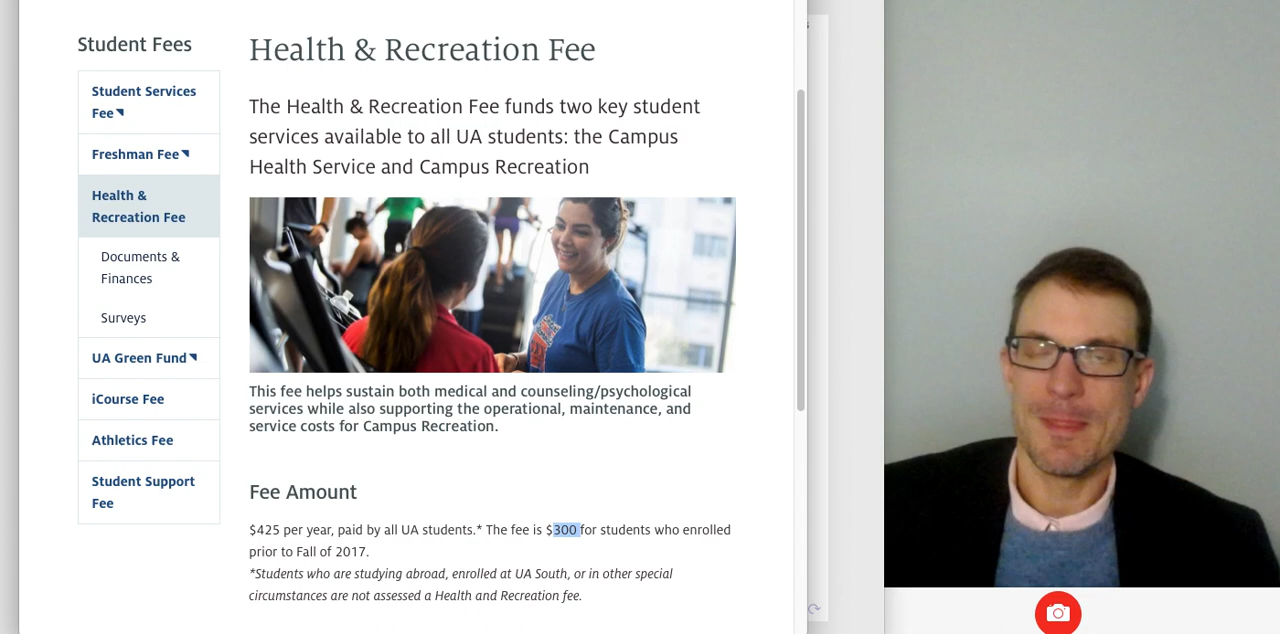 Student Fees
Student Services
Fee
Freshman Fee
Health &
Recreation Fee
Documents &
Finances
Surveys
UA Green Fund
iCourse Fee
Athletics Fee
Student Support
Fee
Health & Recreation Fee
The Health & Recreation Fee funds two key student
services available to all UA students: the Campus
Health Service and Campus Recreation
This fee helps sustain both medical and counseling/psychological
services while also supporting the operational, maintenance, and
service costs for Campus Recreation.
Fee Amount
$425 per year, paid by all UA students.* The fee is $300 for students who enrolled
prior to Fall of 2017.
*Students who are studying abroad, enrolled at UA South, or in other special
circumstances are not assessed a Health and Recreation fee.